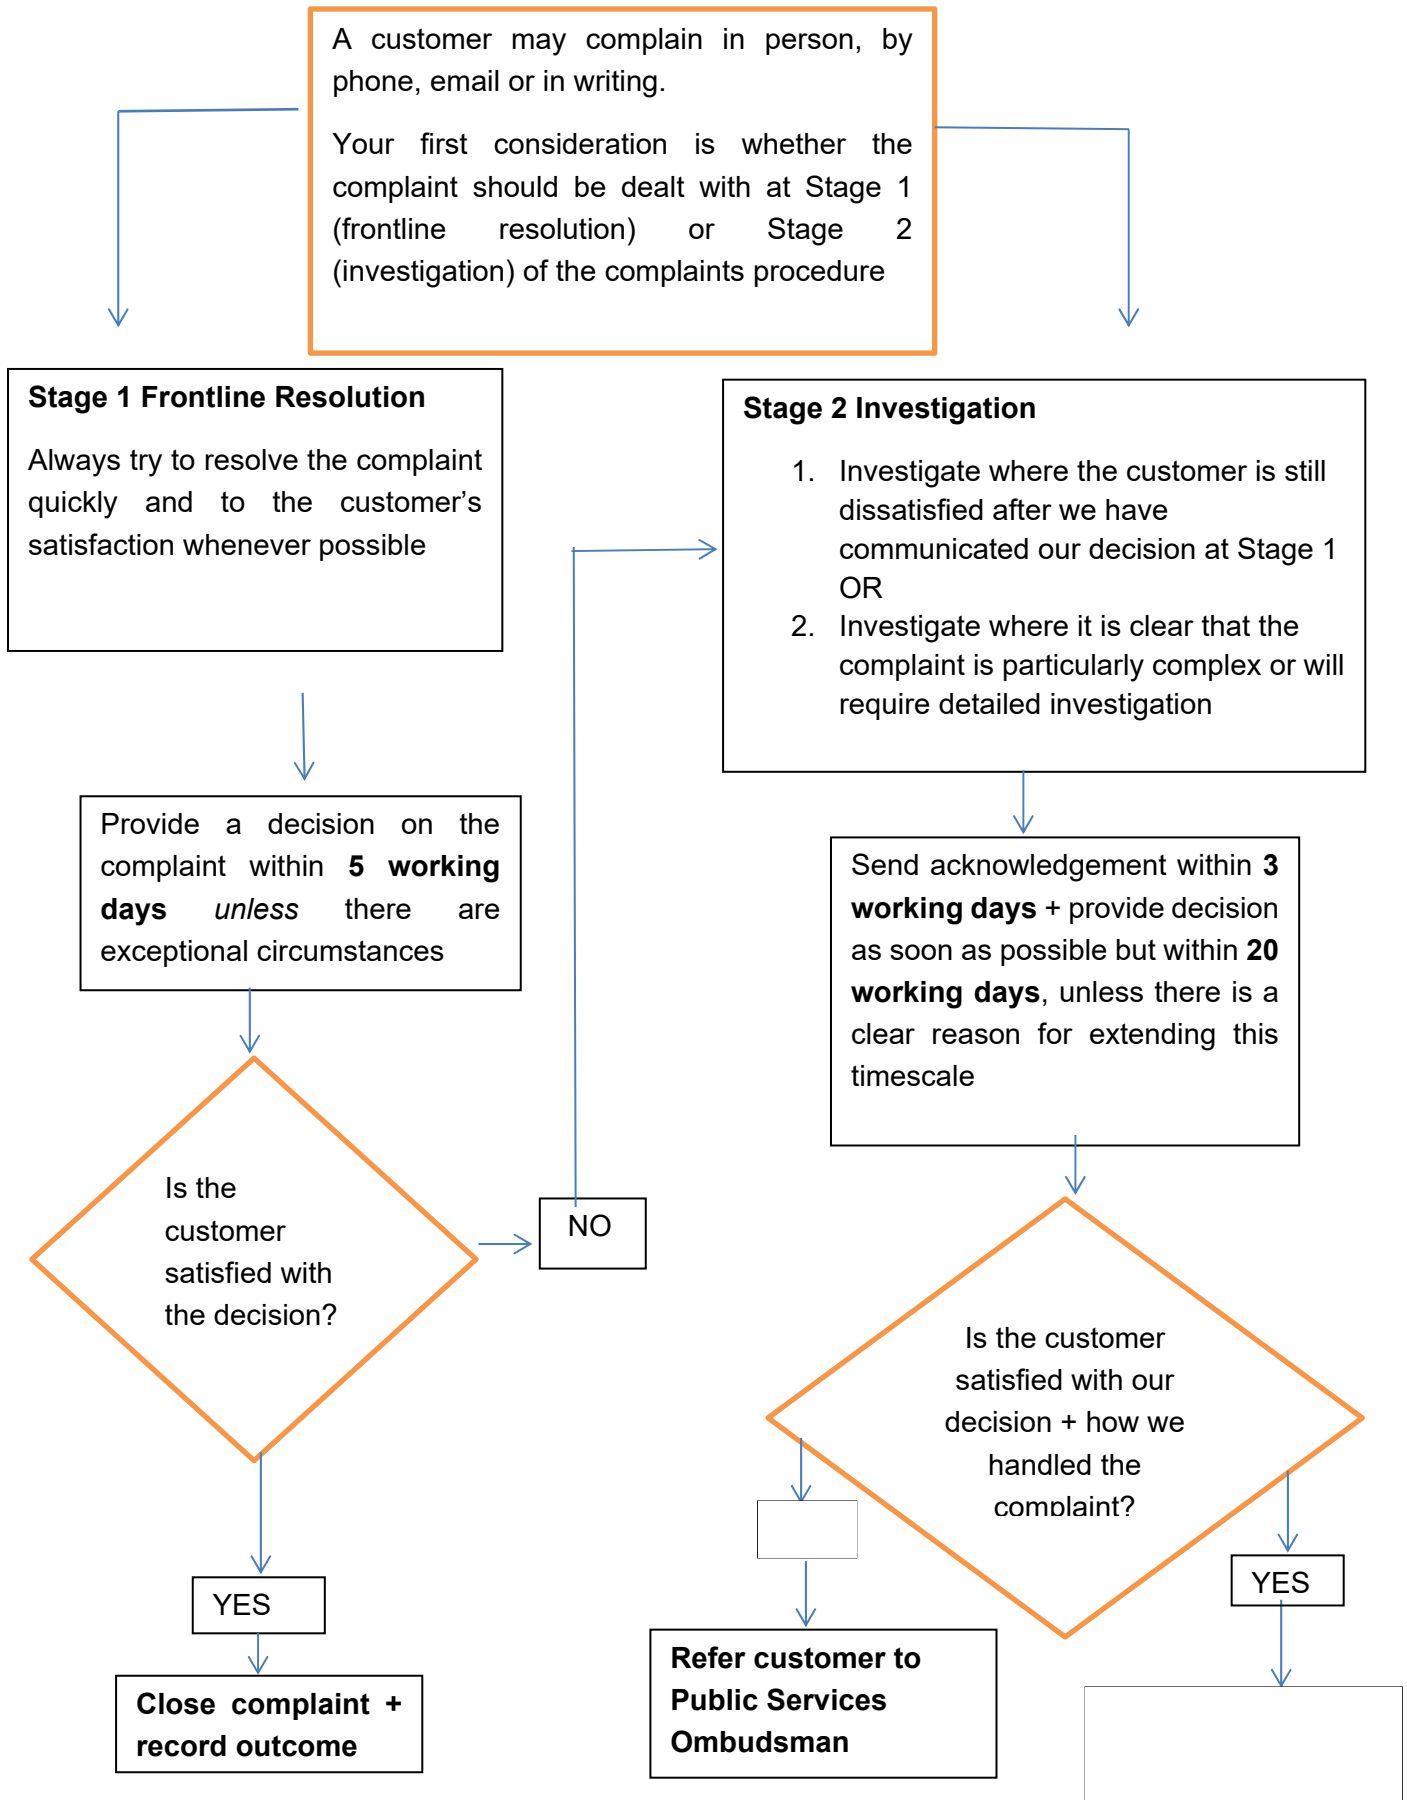 A customer may complain in person, by
phone, email or in writing.
Your first consideration is whether the
complaint should be dealt with at Stage 1
(frontline resolution) or Stage 2
(investigation) of the complaints procedure
Stage 1 Frontline Resolution
Always try to resolve the complaint
quickly and to the customer’s
satisfaction whenever possible
Stage 2 Investigation
1. Investigate where the customer is still
dissatisfied after we have
communicated our decision at Stage 1
OR
2. Investigate where it is clear that the
complaint is particularly complex or will
require detailed investigation
Provide a decision on the
complaint within 5 working
days unless there are
exceptional circumstances
Send acknowledgement within 3
working days + provide decision
as soon as possible but within 20
working days, unless there is a
clear reason for extending this
timescale
Is the
customer
satisfied with
the decision?
NO
Is the customer
satisfied with our
decision + how we
handled the
complaint?
YES
YES
Close complaint +
record outcome
Refer customer to
Public Services
Ombudsman